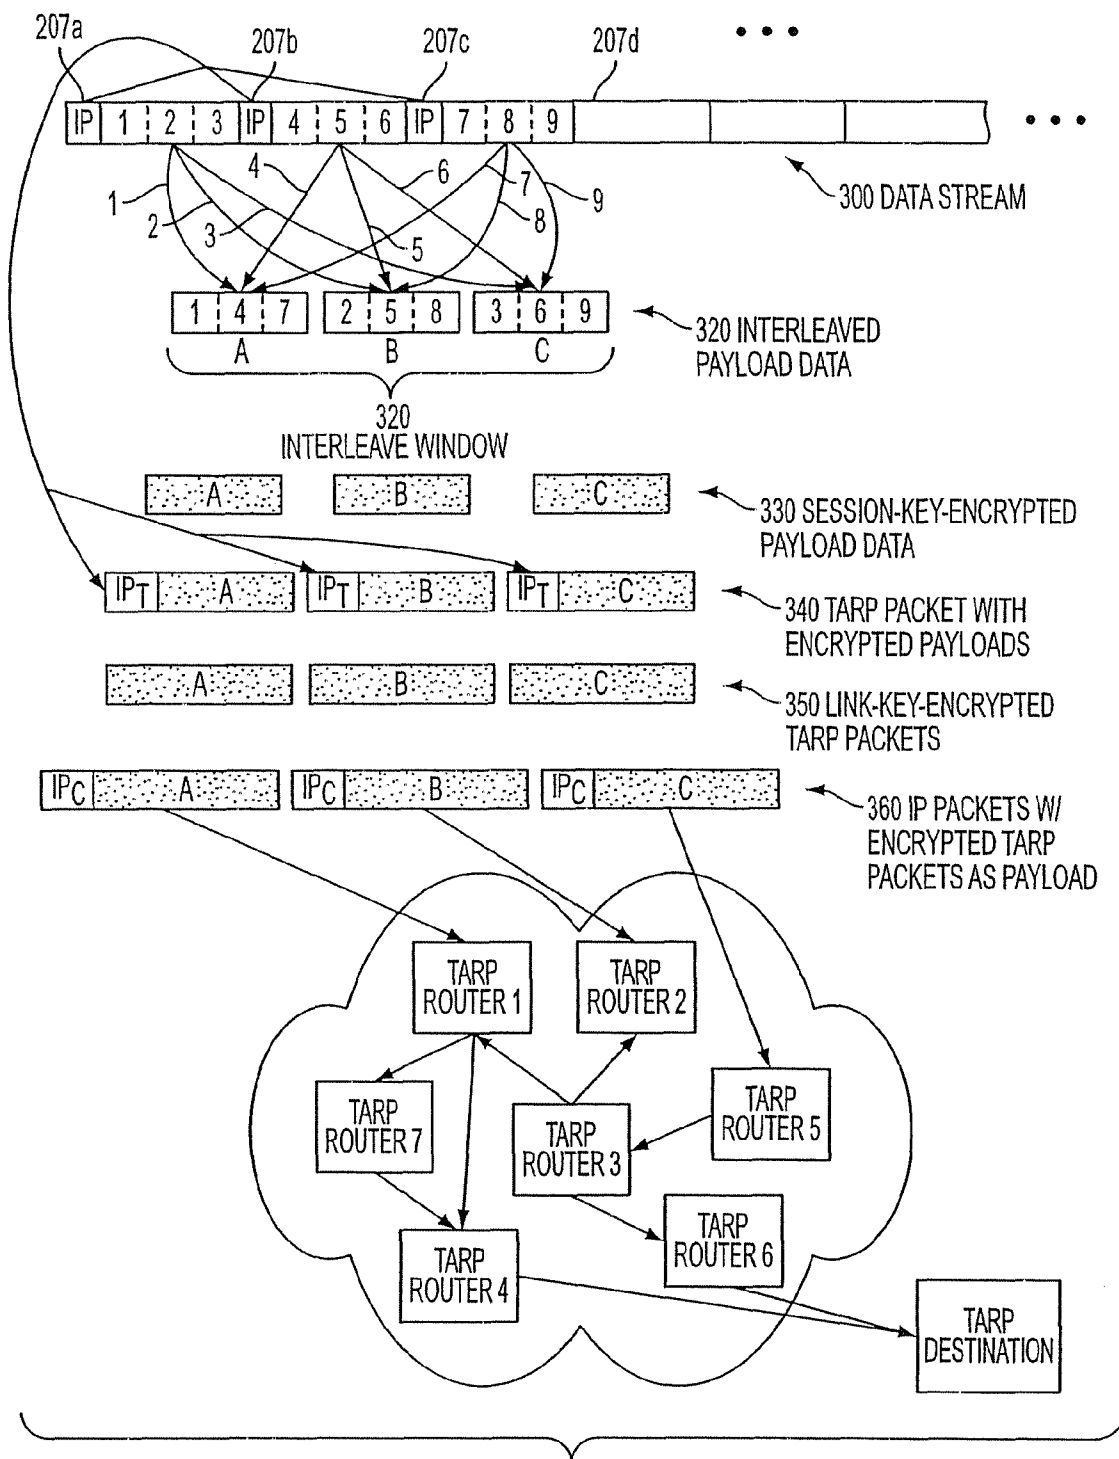 207a
207b
207c
207d
IP 1 2 3 IP 4 5 6 IP 7 8 9
300 DATA STREAM
1 2 3 4 5 6 7 8 9
1 4 7 2 5 8 3 6 9
A B C
320 INTERLEAVED
PAYLOAD DATA
320
INTERLEAVE WINDOW
A B C
330 SESSION-KEY-ENCRYPTED
PAYLOAD DATA
IPT A IPT B IPT C
340 TARP PACKET WITH
ENCRYPTED PAYLOADS
A B C
350 LINK-KEY-ENCRYPTED
TARP PACKETS
IPC A IPC B IPC C
360 IP PACKETS W/
ENCRYPTED TARP
PACKETS AS PAYLOAD
TARP
ROUTER 1
TARP
ROUTER 2
TARP
ROUTER 7
TARP
ROUTER 3
TARP
ROUTER 5
TARP
ROUTER 4
TARP
ROUTER 6
TARP
DESTINATION